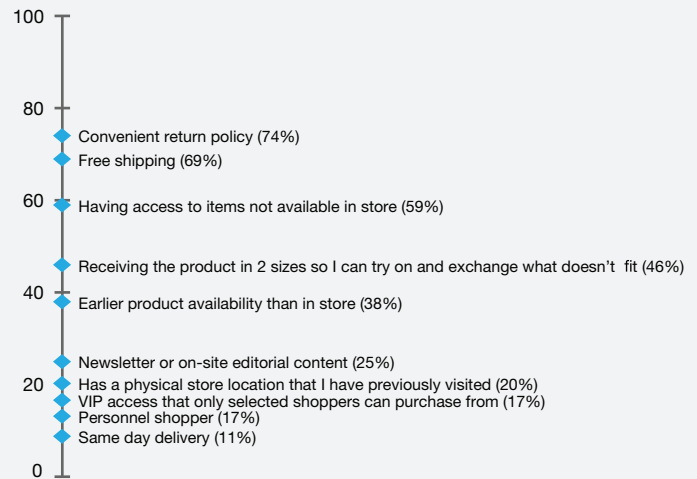 100
80
Convenient return policy (74%)
Free shipping (69%)
60
Having access to items not available in store (59%)
Receiving the product in 2 sizes so I can try on and exchange what doesn’t fit (46%)
40
Earlier product availability than in store (38%)
Newsletter or on-site editorial content (25%)
20
Has a physical store location that I have previously visited (20%)
VIP access that only selected shoppers can purchase from (17%)
Personnel shopper (17%)
Same day delivery (11%)
0